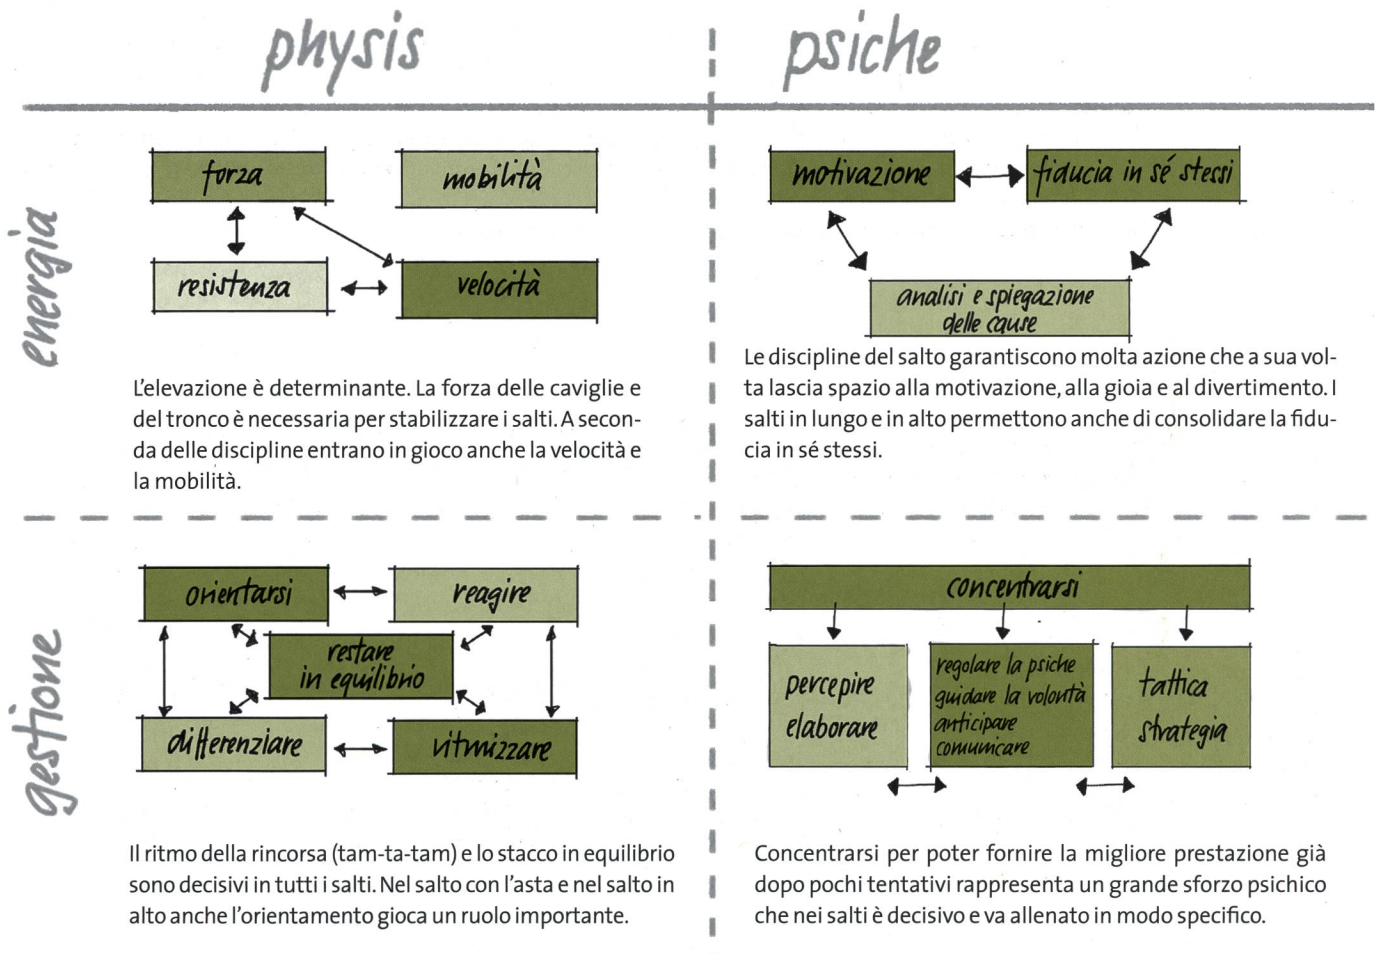 physis
psiche
energia
forza
mobilità
resistenza
velocità
L'elevazione è determinante. La forza delle caviglie e
del tronco è necessaria per stabilizzare i salti. A secon-
da delle discipline entrano in gioco anche la velocità e
la mobilità.
motivazione
fiducia in sé stessi
analisi e spiegazione
delle cause
Le discipline del salto garantiscono molta azione che a sua vol-
ta lascia spazio alla motivazione, alla gioia e al divertimento. I
salti in lungo e in alto permettono anche di consolidare la fidu-
cia in sé stessi.
gestione
orientarsi
reagire
restare
in equilibrio
differenziare
ritmizzare
Il ritmo della rincorsa (tam-ta-tam) e lo stacco in equilibrio
sono decisivi in tutti i salti. Nel salto con l'asta e nel salto in
alto anche l'orientamento gioca un ruolo importante.
concentrarsi
percepire
elaborare
regolare la psiche
guidare la volontà
anticipare
comunicare
tattica
strategia
Concentrarsi per poter fornire la migliore prestazione già
dopo pochi tentativi rappresenta un grande sforzo psichico
che nei salti è decisivo e va allenato in modo specifico.